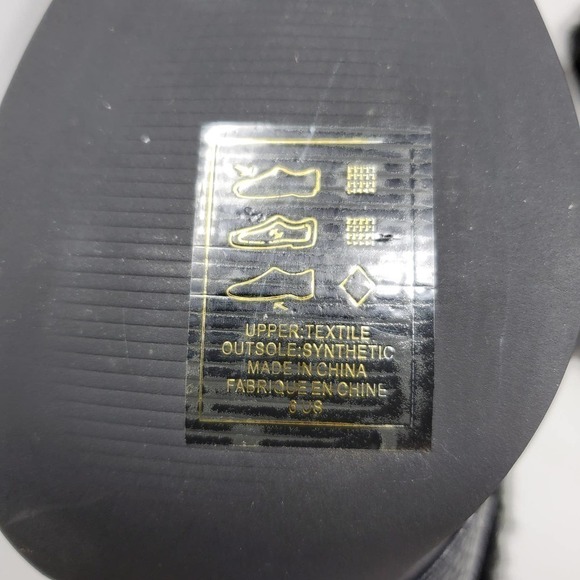 UPPER:TEXTILE
OUTSOLE:SYNTHETIC
MADE IN CHINA
FABRIQUE EN CHINE